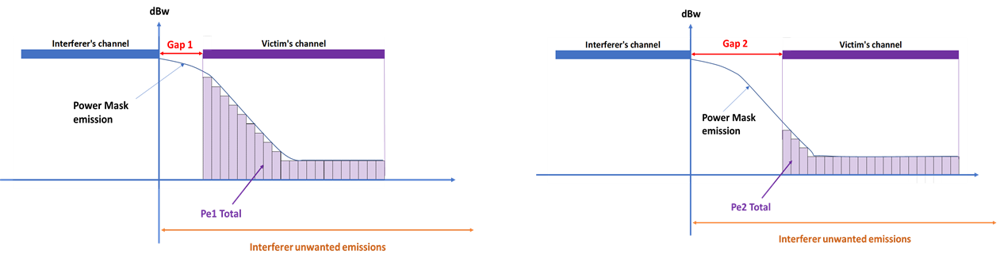 dBw
Interferer's channel
Gap 1
Victim's channel
Power Mask
emission
Pe1 Total
Interferer unwanted emissions
dBw
Interferer's channel
Gap 2
Victim's channel
Power Mask
emission
Pe2 Total
Interferer unwanted emissions